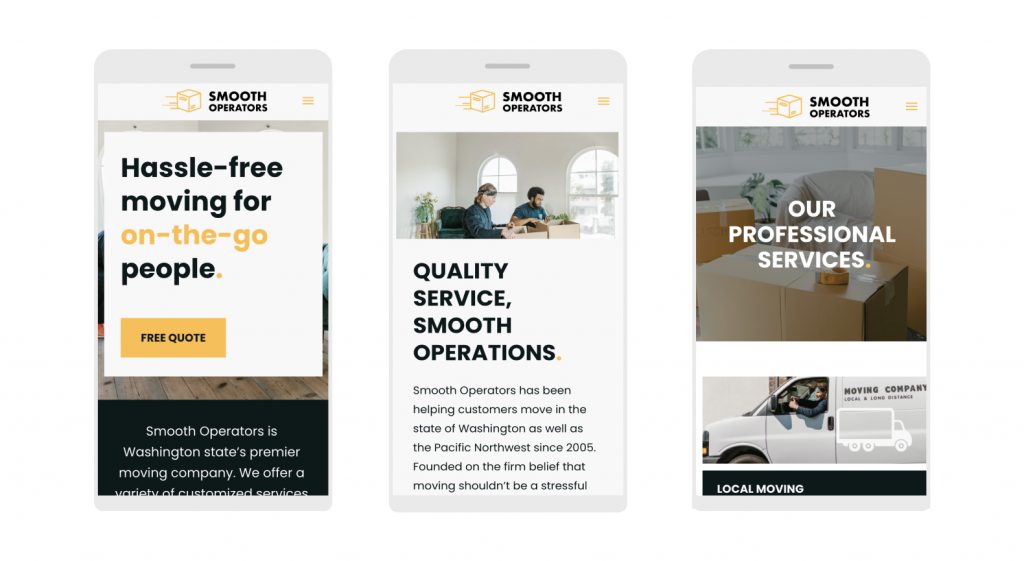 SMOOTH
OPERATORS
Hassle-free
moving for
on-the-go
people.
FREE QUOTE
Smooth Operators is
Washington state's premier
moving company. We offer a
variety of customized services
SMOOTH
OPERATORS
QUALITY
SERVICE,
SMOOTH
OPERATIONS.
Smooth Operators has been
helping customers move in the
state of Washington as well as
the Pacific Northwest since 2005.
Founded on the firm belief that
moving shouldn't be a stressful
SMOOTH
OPERATORS
OUR
PROFESSIONAL
SERVICES.
MOVING COMPANY
LOCAL & LONG DISTANCE
LOCAL MOVING